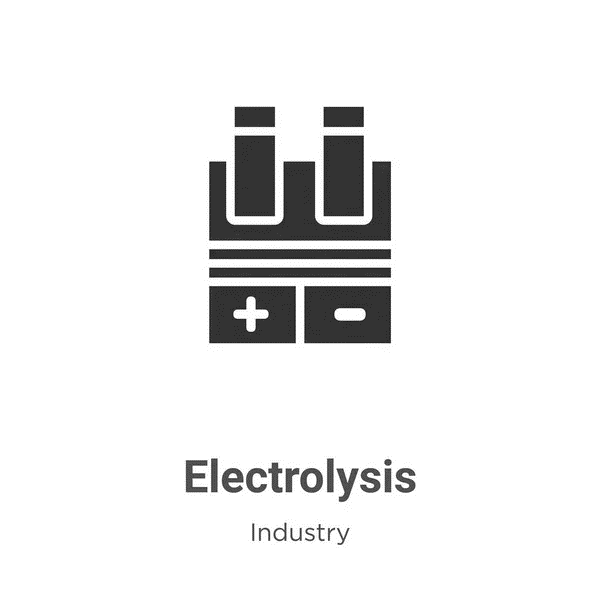 + -
Electrolysis
Industry